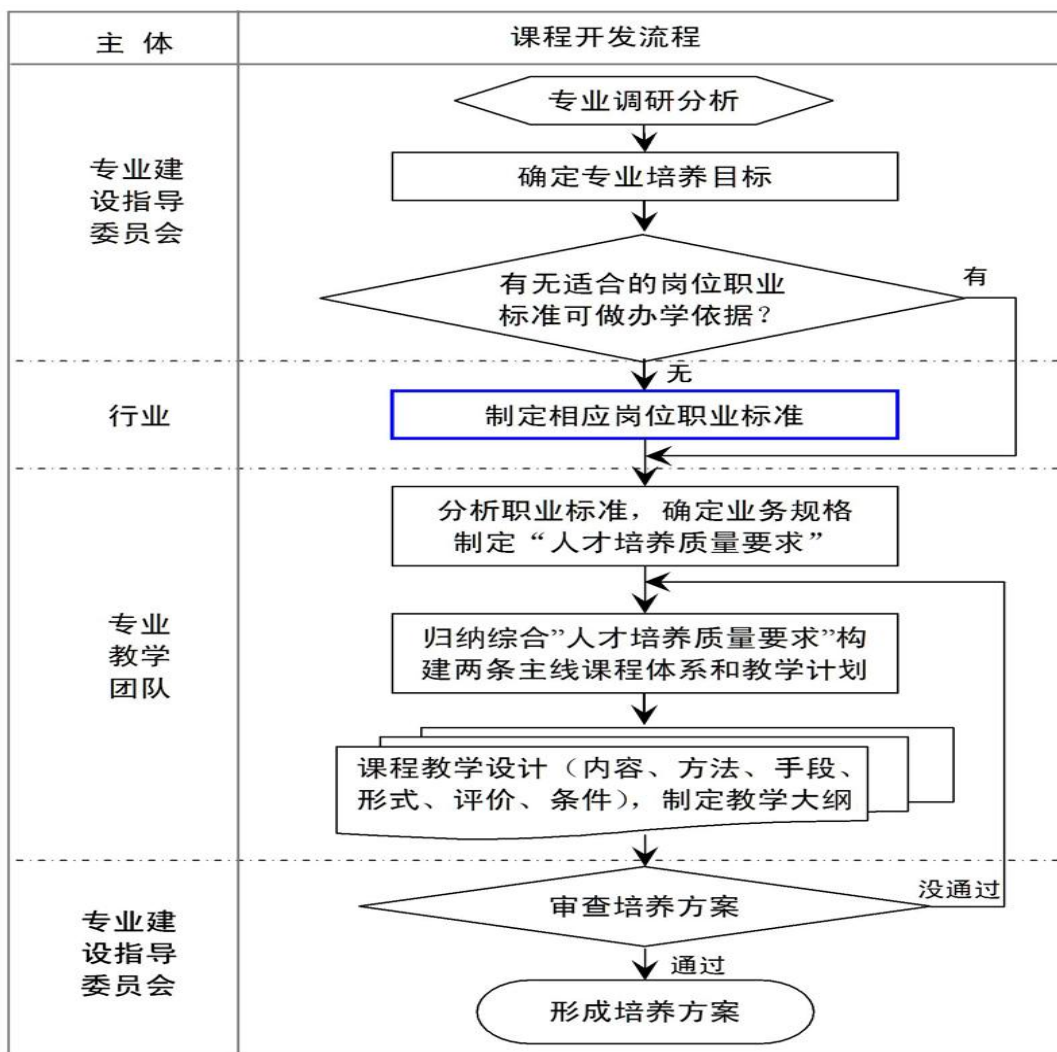 主 体
课程开发流程
专业建
设指导
委员会
专业调研分析
确定专业培养目标
有无适合的岗位职业
标准可做办学依据？
有
无
行业
制定相应岗位职业标准
专业
教学
团队
分析职业标准，确定业务规格
制定“人才培养质量要求”
归纳综合”人才培养质量要求”构
建两条主线课程体系和教学计划
课程教学设计（内容、方法、手段、
形式、评价、条件），制定教学大纲
专业建
设指导
委员会
审查培养方案
没通过
通过
形成培养方案